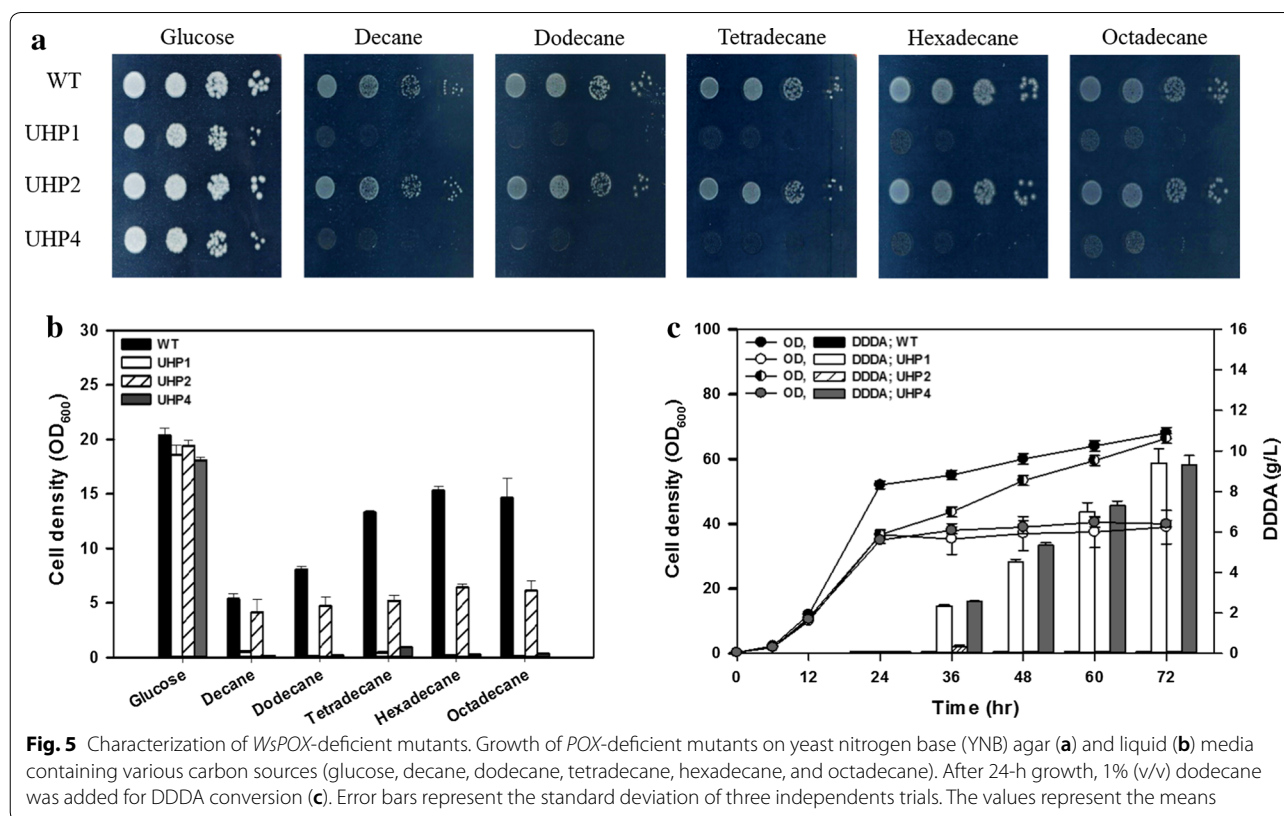 a
Glucose Decane Dodecane Tetradecane Hexadecane Octadecane
WT
UHP1
UHP2
UHP4
b
30
25
20
15
10
5
0
Cell density (OD600)
WT
UHP1
UHP2
UHP4
Glucose Decane Dodecane Tetradecane Hexadecane Octadecane
c
100
80
60
40
20
0
Cell density (OD600)
OD, DDDA; WT
OD, DDDA; UHP1
OD, DDDA; UHP2
OD, DDDA; UHP4
16
14
12
10
8
6
4
2
0
DDDA (g/L)
0 12 24 36 48 60 72
Time (hr)
Fig. 5 Characterization of WsPOX-deficient mutants. Growth of POX-deficient mutants on yeast nitrogen base (YNB) agar (a) and liquid (b) media
containing various carbon sources (glucose, decane, dodecane, tetradecane, hexadecane, and octadecane). After 24-h growth, 1% (v/v) dodecane
was added for DDDA conversion (c). Error bars represent the standard deviation of three independents trials. The values represent the means